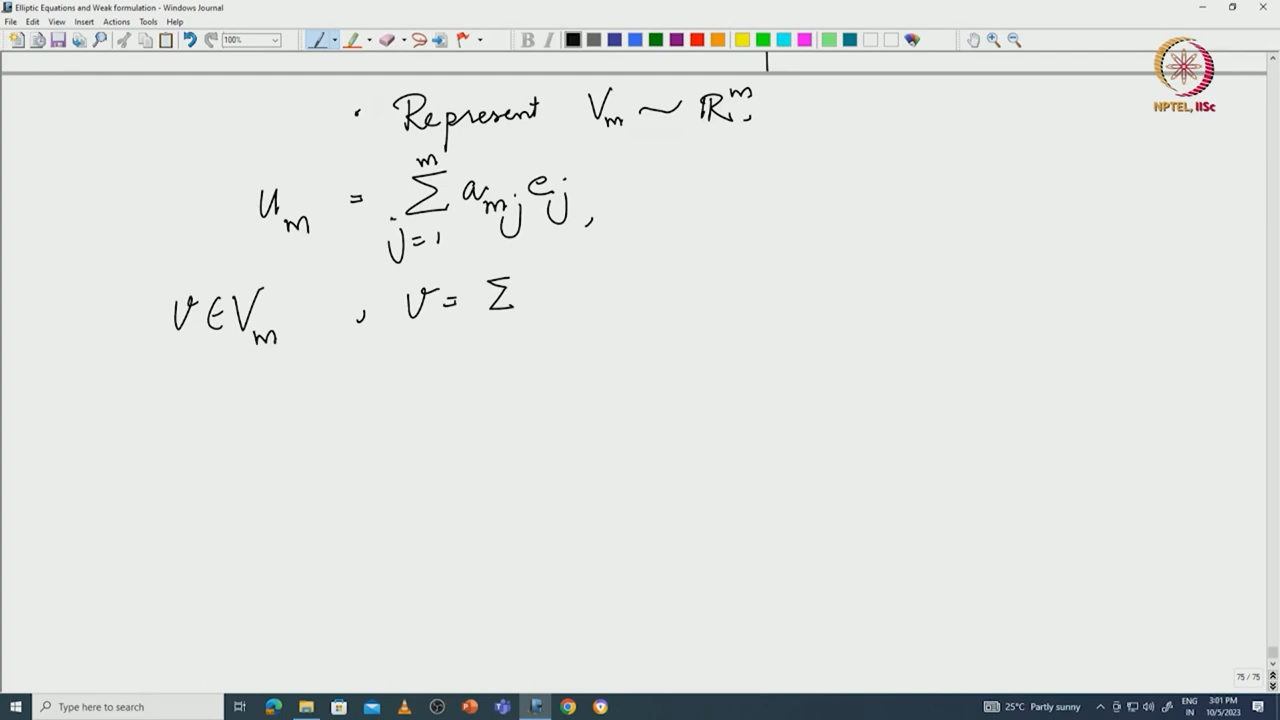 Elliptic Equations and Weak formulation - Windows Journal
File Edit View Insert Actions Tools Help
100%
B I
NPTEL, IISc
• Represent V_m ~ ℝ^m,
u_m = ∑_{j=1}^{m} a_{mj} e_j,
v ∈ V_m , v = Σ
75 / 75
Type here to search
25°C Partly sunny
ENG
IN
3:01 PM
10/5/2023